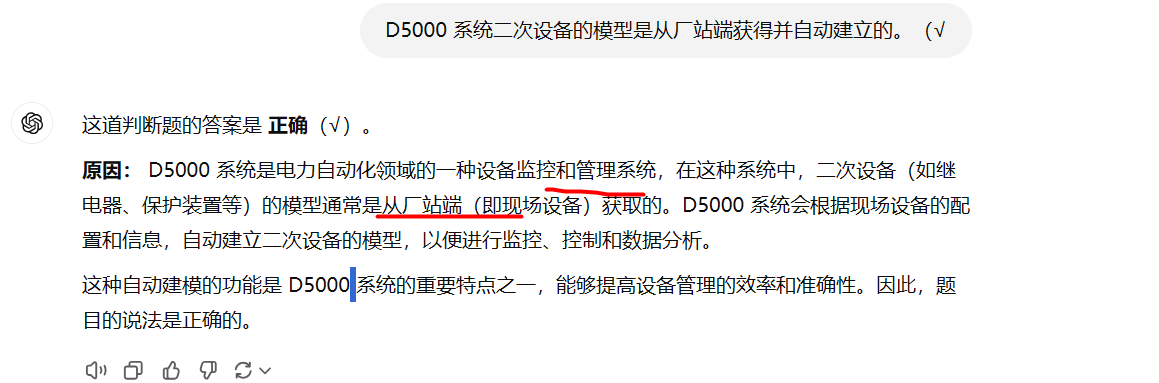 D5000 系统二次设备的模型是从厂站端获得并自动建立的。（√
这道判断题的答案是 正确（√）。
原因： D5000 系统是电力自动化领域的一种设备监控和管理系统，在这种系统中，二次设备（如继
电器、保护装置等）的模型通常是从厂站端（即现场设备）获取的。D5000 系统会根据现场设备的配
置和信息，自动建立二次设备的模型，以便进行监控、控制和数据分析。
这种自动建模的功能是 D5000 系统的重要特点之一，能够提高设备管理的效率和准确性。因此，题
目的说法是正确的。